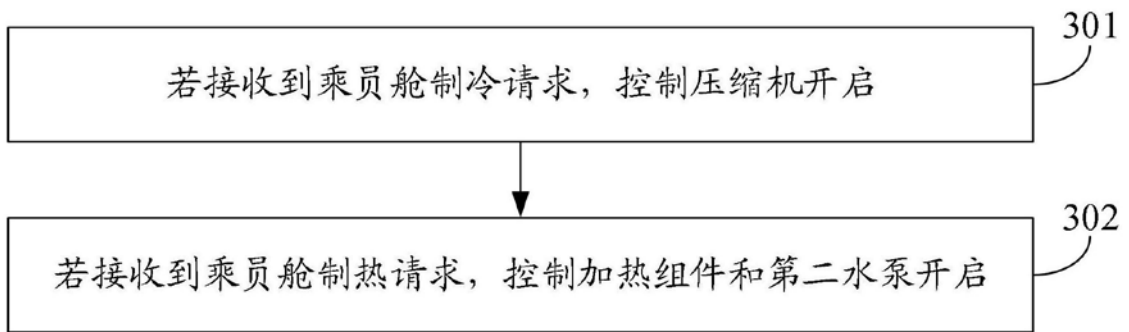 301
若接收到乘员舱制冷请求，控制压缩机开启
302
若接收到乘员舱制热请求，控制加热组件和第二水泵开启